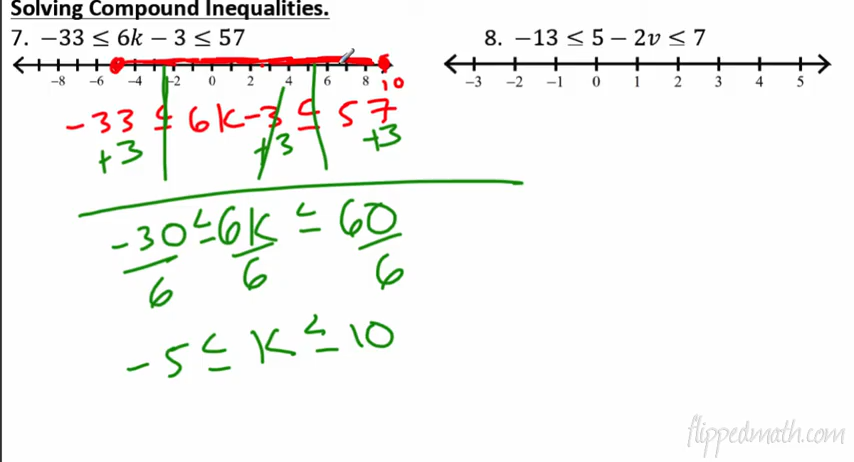 Solving Compound Inequalities.
7. −33 ≤ 6k − 3 ≤ 57
8. −13 ≤ 5 − 2v ≤ 7
−8 −6 −4 −2 0 2 4 6 8 10
−3 −2 −1 0 1 2 3 4 5
-33 ≤ 6k-3 ≤ 57
+3 +3 +3
-30 ≤ 6k ≤ 60
6 6 6
-5 ≤ k ≤ 10
flippedmath.com